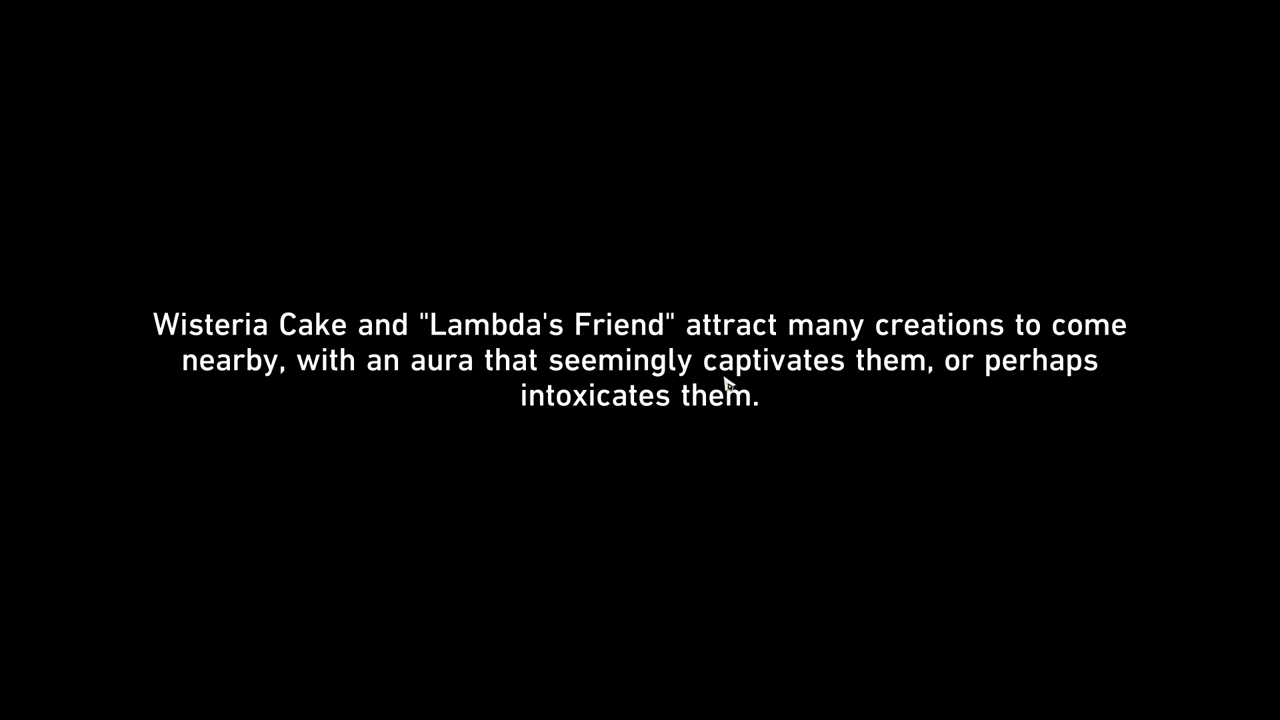 Wisteria Cake and "Lambda's Friend" attract many creations to come
nearby, with an aura that seemingly captivates them, or perhaps
intoxicates them.